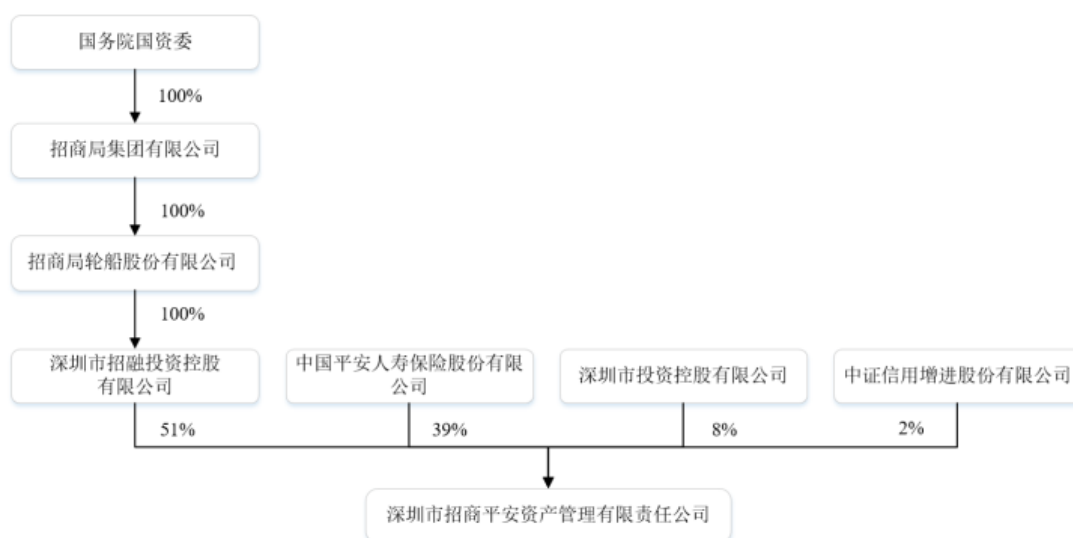 国务院国资委
100%
招商局集团有限公司
100%
招商局轮船股份有限公司
100%
深圳市招融投资控股
有限公司
中国平安人寿保险股份有限
公司
深圳市投资控股有限公司
中证信用增进股份有限公司
51%
39%
8%
2%
深圳市招商平安资产管理有限责任公司